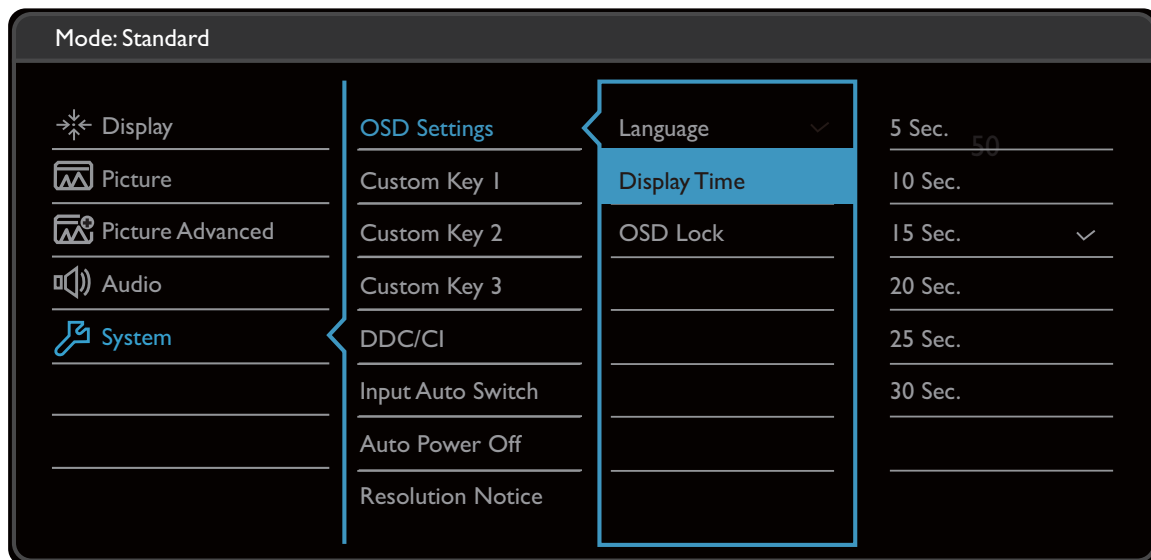 Mode: Standard
Display
Picture
Picture Advanced
Audio
System
OSD Settings
Custom Key 1
Custom Key 2
Custom Key 3
DDC/CI
Input Auto Switch
Auto Power Off
Resolution Notice
Language
Display Time
OSD Lock
5 Sec.
50
10 Sec.
15 Sec.
20 Sec.
25 Sec.
30 Sec.